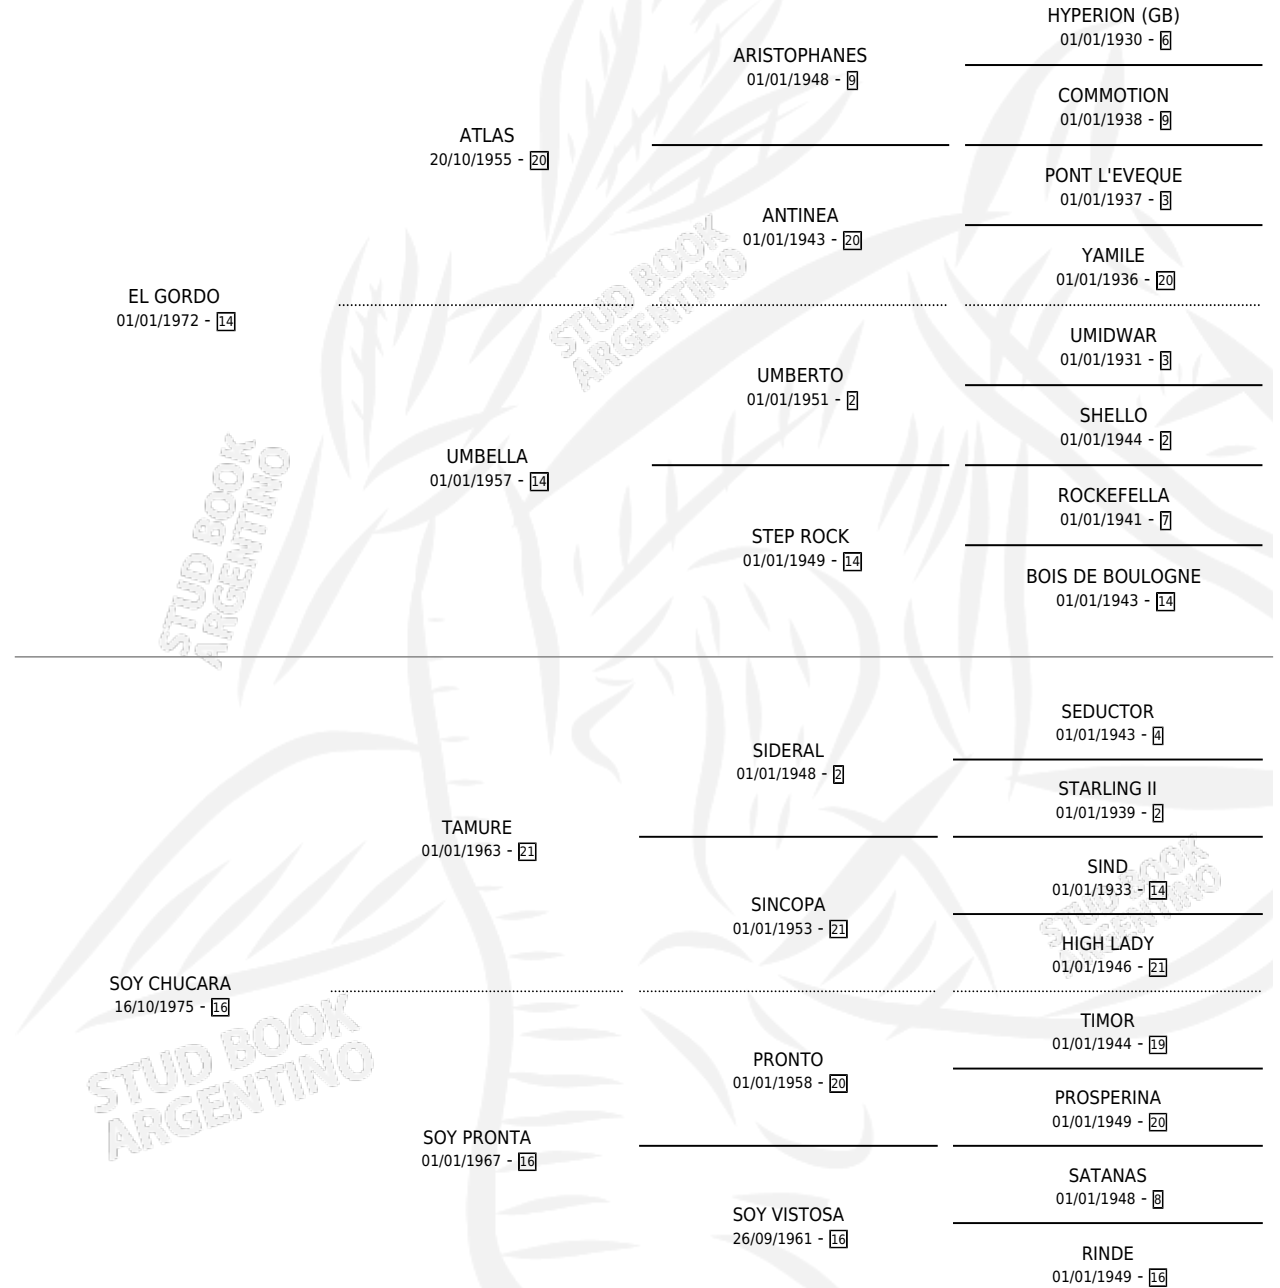 HYPERION (GB)
01/01/1930 - 6
ARISTOPHANES
01/01/1948 - 9
COMMOTION
01/01/1938 - 9
ATLAS
20/10/1955 - 20
PONT L'EVEQUE
01/01/1937 - 3
ANTINEA
01/01/1943 - 20
YAMILE
01/01/1936 - 20
EL GORDO
01/01/1972 - 14
STUD BOOK
ARGENTINO
UMIDWAR
01/01/1931 - 3
UMBERTO
01/01/1951 - 2
SHELLO
01/01/1944 - 2
UMBELLA
01/01/1957 - 14
ROCKEFELLA
01/01/1941 - 7
STEP ROCK
01/01/1949 - 14
BOIS DE BOULOGNE
01/01/1943 - 14
STUD BOOK
ARGENTINO
SEDUCTOR
01/01/1943 - 4
SIDERAL
01/01/1948 - 2
STARLING II
01/01/1939 - 2
TAMURE
01/01/1963 - 21
SIND
01/01/1933 - 14
SINCOPA
01/01/1953 - 21
STUD BOOK
ARGENTINO
HIGH LADY
01/01/1946 - 21
SOY CHUCARA
16/10/1975 - 16
TIMOR
01/01/1944 - 19
PRONTO
01/01/1958 - 20
STUD BOOK
ARGENTINO
PROSPERINA
01/01/1949 - 20
SOY PRONTA
01/01/1967 - 16
SATANAS
01/01/1948 - 8
SOY VISTOSA
26/09/1961 - 16
RINDE
01/01/1949 - 16